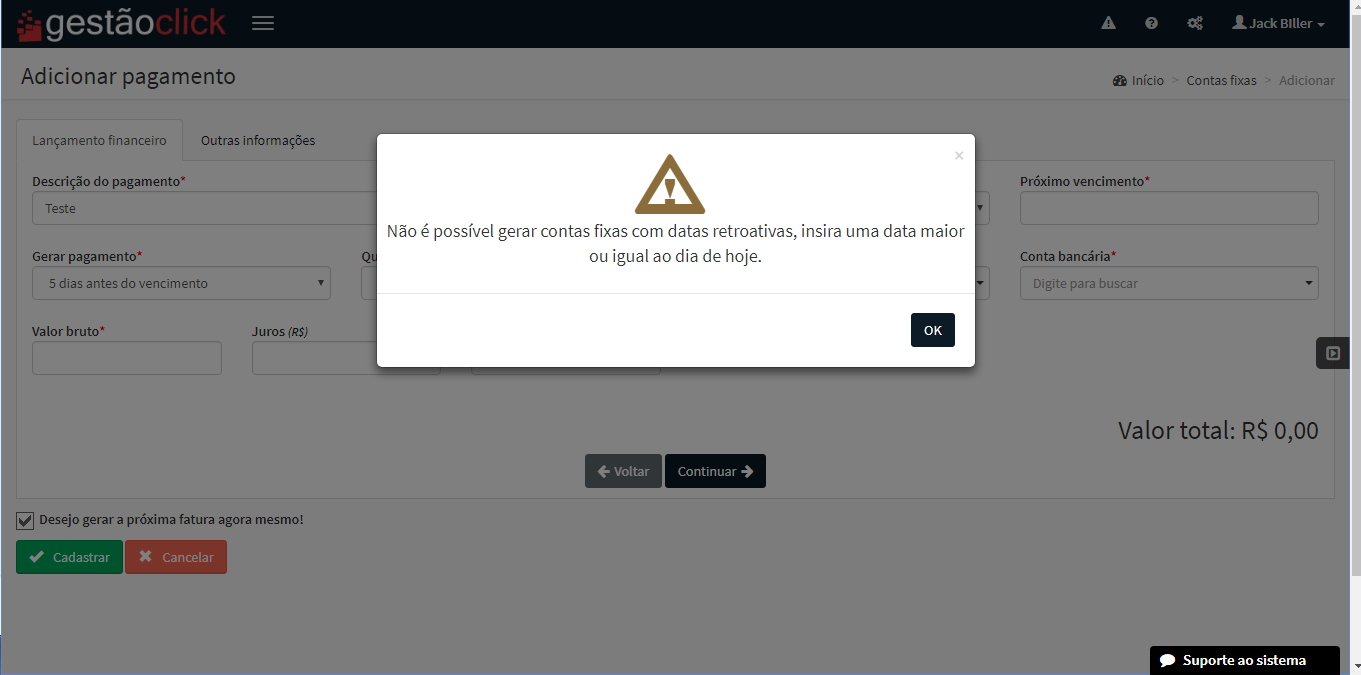 gestãoclick
Jack BIller
Adicionar pagamento
Início > Contas fixas > Adicionar
Lançamento financeiro
Outras informações
Não é possível gerar contas fixas com datas retroativas, insira uma data maior
ou igual ao dia de hoje.
OK
Descrição do pagamento*
Próximo vencimento*
Teste
Gerar pagamento*
Conta bancária*
5 dias antes do vencimento
Digite para buscar
Valor bruto*
Juros (R$)
Valor total: R$ 0,00
Voltar
Continuar
Desejo gerar a próxima fatura agora mesmo!
Cadastrar
Cancelar
Suporte ao sistema